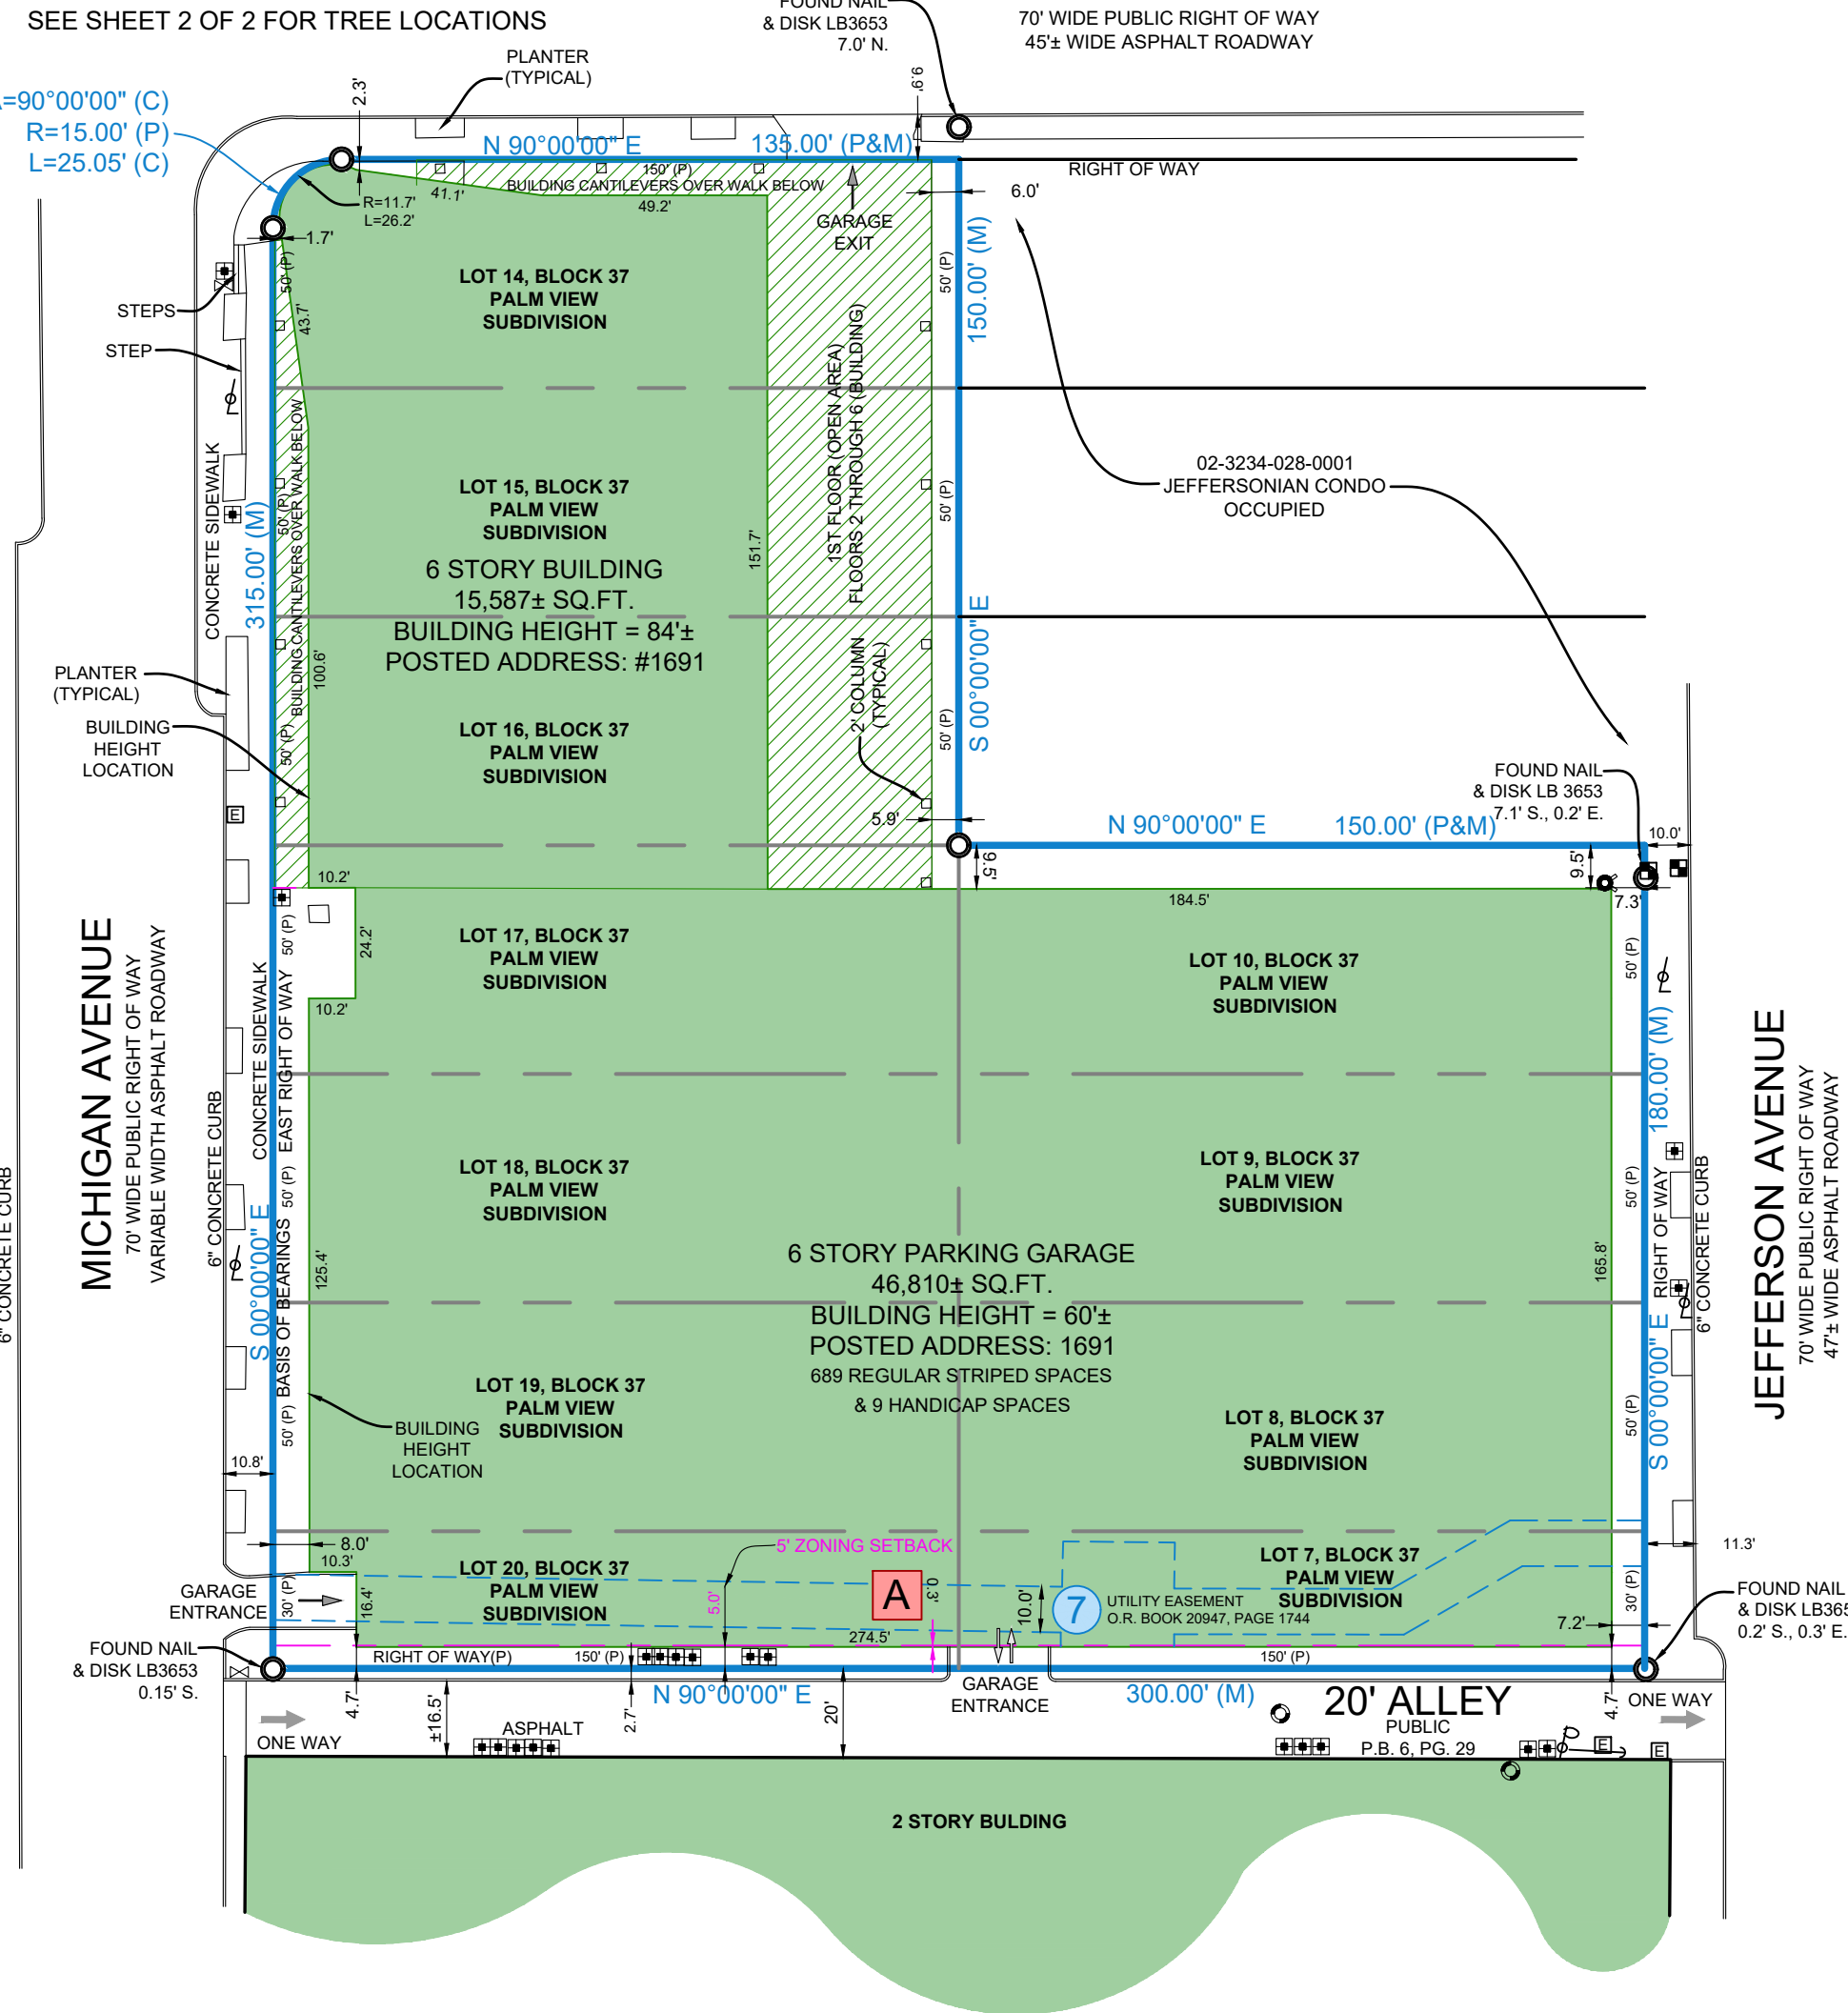 SEE SHEET 2 OF 2 FOR TREE LOCATIONS
FOUND NAIL
& DISK LB3653
7.0' N.
70' WIDE PUBLIC RIGHT OF WAY
45'± WIDE ASPHALT ROADWAY
PLANTER
(TYPICAL)
2.3'
9.9'
=90°00'00" (C)
R=15.00' (P)
L=25.05' (C)
N 90°00'00" E
135.00' (P&M)
RIGHT OF WAY
150' (P)
BUILDING CANTILEVERS OVER WALK BELOW
41.1'
49.2'
R=11.7'
L=26.2'
6.0'
GARAGE
EXIT
1.7'
50' (P)
43.7'
STEPS
STEP
LOT 14, BLOCK 37
PALM VIEW
SUBDIVISION
50' (P)
150.00' (M)
1ST FLOOR (OPEN AREA)
FLOORS 2 THROUGH 6 (BUILDING)
02-3234-028-0001
JEFFERSONIAN CONDO
OCCUPIED
CONCRETE SIDEWALK
315.00' (M)
50' (P)
BUILDING CANTILEVERS OVER WALK BELOW
LOT 15, BLOCK 37
PALM VIEW
SUBDIVISION
151.7'
50' (P)
6 STORY BUILDING
15,587± SQ.FT.
BUILDING HEIGHT = 84'±
POSTED ADDRESS: #1691
100.6'
2' COLUMN
(TYPICAL)
S 00°00'00" E
PLANTER
(TYPICAL)
BUILDING
HEIGHT
LOCATION
50' (P)
LOT 16, BLOCK 37
PALM VIEW
SUBDIVISION
50' (P)
FOUND NAIL
& DISK LB 3653
7.1' S., 0.2' E.
E
5.9'
N 90°00'00" E
150.00' (P&M)
10.0'
9.5'
9.5'
10.2'
184.5'
7.3'
MICHIGAN AVENUE
70' WIDE PUBLIC RIGHT OF WAY
VARIABLE WIDTH ASPHALT ROADWAY
50' (P)
24.2'
10.2'
LOT 17, BLOCK 37
PALM VIEW
SUBDIVISION
LOT 10, BLOCK 37
PALM VIEW
SUBDIVISION
50' (P)
CONCRETE SIDEWALK
EAST RIGHT OF WAY
180.00' (M)
JEFFERSON AVENUE
70' WIDE PUBLIC RIGHT OF WAY
47'± WIDE ASPHALT ROADWAY
6" CONCRETE CURB
6" CONCRETE CURB
50' (P)
LOT 18, BLOCK 37
PALM VIEW
SUBDIVISION
LOT 9, BLOCK 37
PALM VIEW
SUBDIVISION
50' (P)
RIGHT OF WAY
6" CONCRETE CURB
S 00°00'00" E
BASIS OF BEARINGS
125.4'
6 STORY PARKING GARAGE
46,810± SQ.FT.
BUILDING HEIGHT = 60'±
POSTED ADDRESS: 1691
689 REGULAR STRIPED SPACES
& 9 HANDICAP SPACES
165.8'
S 00°00'00" E
LOT 19, BLOCK 37
PALM VIEW
SUBDIVISION
50' (P)
BUILDING
HEIGHT
LOCATION
LOT 8, BLOCK 37
PALM VIEW
SUBDIVISION
50' (P)
10.8'
8.0'
10.3'
5' ZONING SETBACK
11.3'
LOT 20, BLOCK 37
PALM VIEW
SUBDIVISION
LOT 7, BLOCK 37
PALM VIEW
SUBDIVISION
GARAGE
ENTRANCE
30' (P)
16.4'
5.0'
A
0.3'
10.0'
7
UTILITY EASEMENT
O.R. BOOK 20947, PAGE 1744
30' (P)
7.2'
FOUND NAIL
& DISK LB365
0.2' S., 0.3' E.
FOUND NAIL
& DISK LB3653
0.15' S.
274.5'
RIGHT OF WAY(P)
150' (P)
150' (P)
N 90°00'00" E
GARAGE
ENTRANCE
300.00' (M)
20' ALLEY
PUBLIC
P.B. 6, PG. 29
4.7'
±16.5'
2.7'
20'
4.7'
ONE WAY
ONE WAY
ASPHALT
E
E
2 STORY BULDING